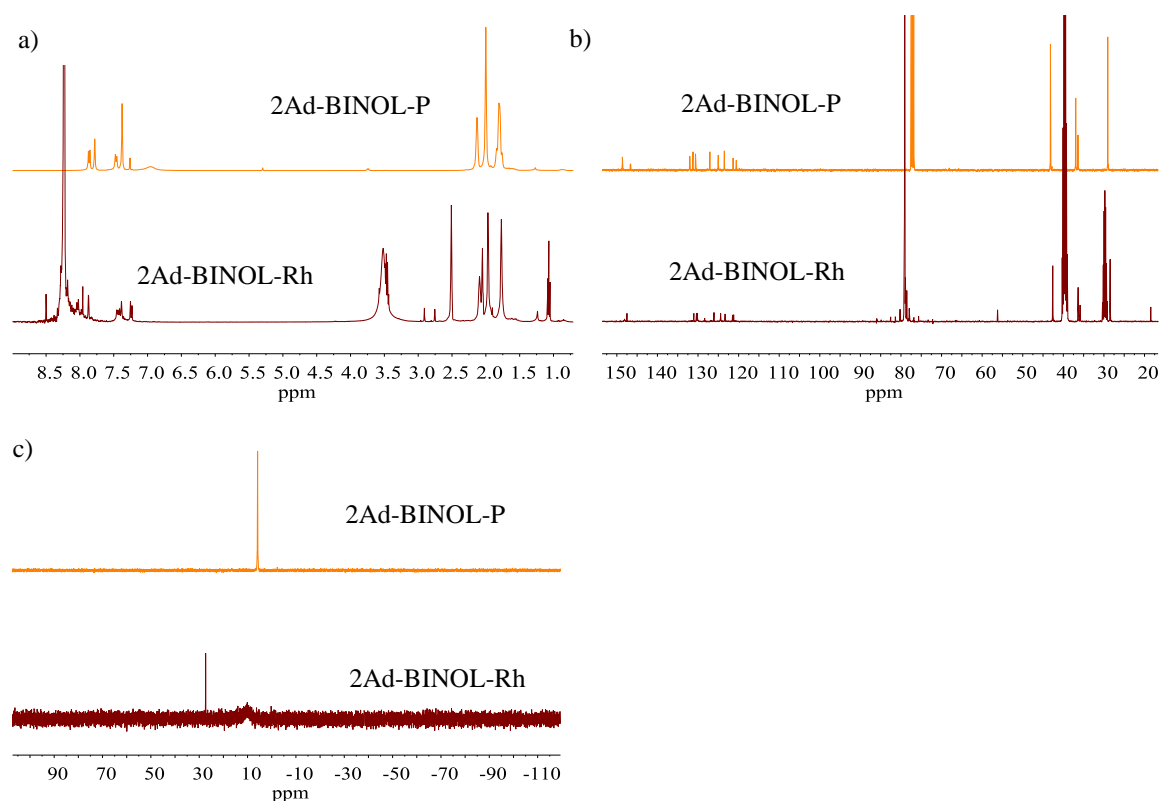 a)
2Ad-BINOL-P
2Ad-BINOL-Rh
8.5 8.0 7.5 7.0 6.5 6.0 5.5 5.0 4.5 4.0 3.5 3.0 2.5 2.0 1.5 1.0
ppm
b)
2Ad-BINOL-P
2Ad-BINOL-Rh
150 140 130 120 110 100 90 80 70 60 50 40 30 20
ppm
c)
2Ad-BINOL-P
2Ad-BINOL-Rh
90 70 50 30 10 -10 -30 -50 -70 -90 -110
ppm